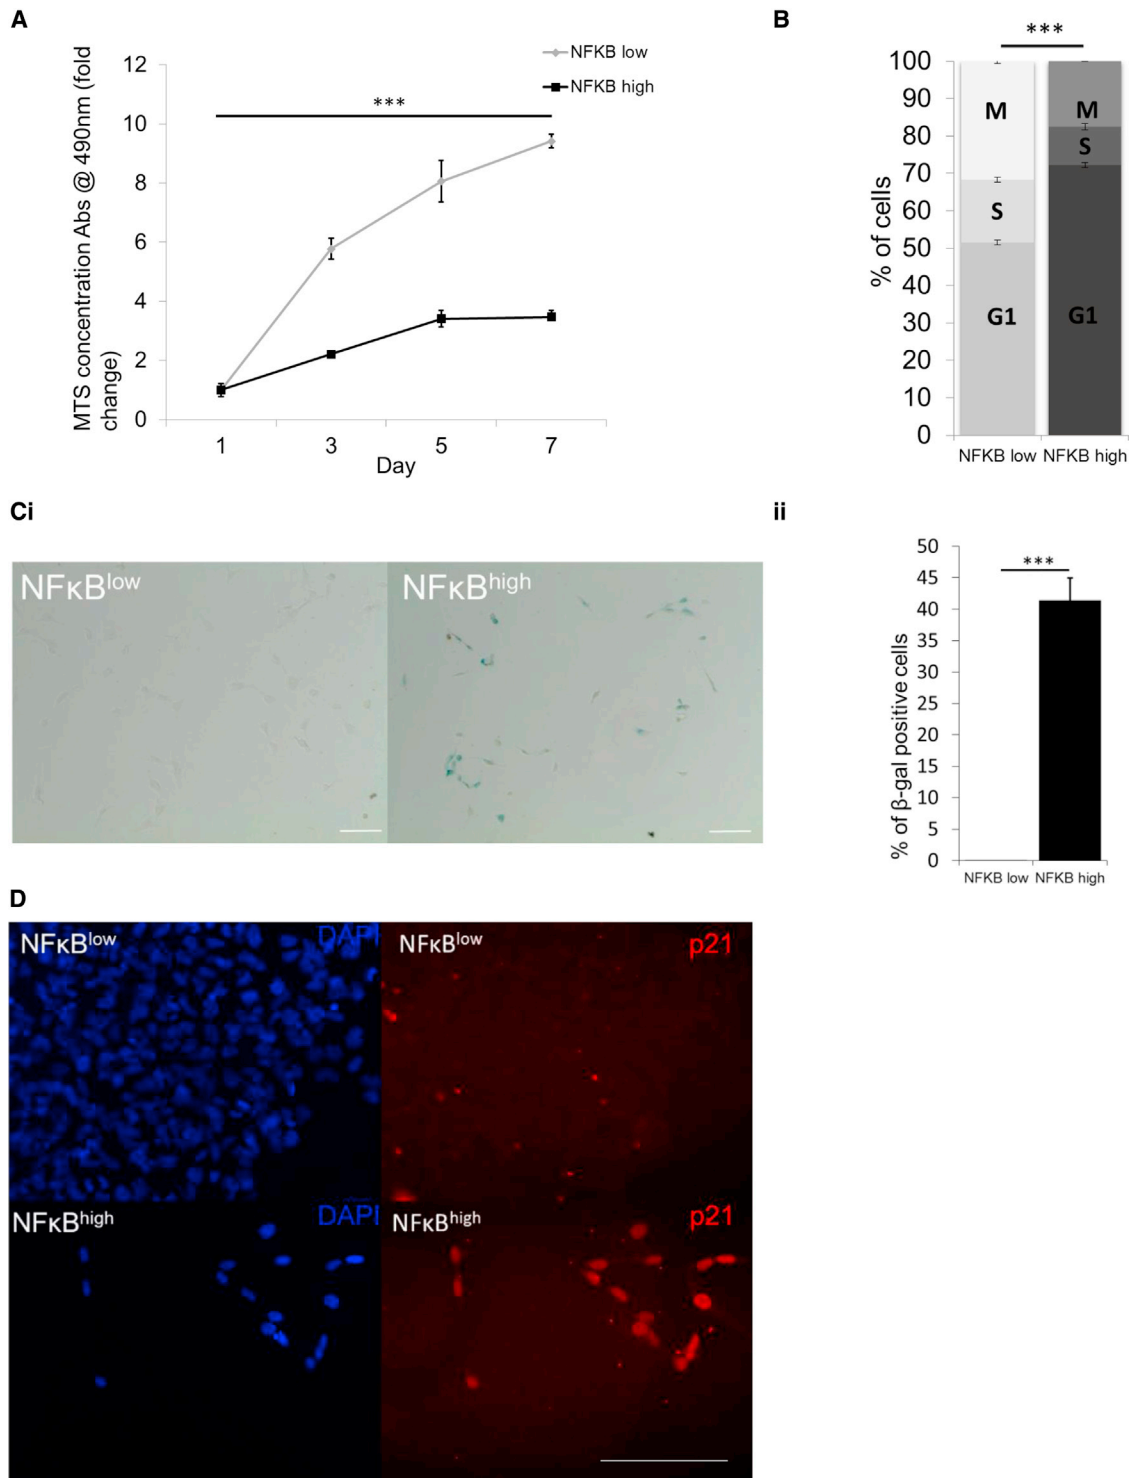 A
MTS concentration Abs @ 490nm (fold
change)
12
10
8
6
4
2
0
1
3
5
7
Day
***
NFKB low
NFKB high
B
***
% of cells
100
90
80
70
60
50
40
30
20
10
0
M
S
G1
M
S
G1
NFKB low
NFKB high
Ci
NFκBlow
NFκBhigh
ii
% of β-gal positive cells
50
45
40
35
30
25
20
15
10
5
0
***
NFKB low
NFKB high
D
NFκBlow
DAPI
NFκBlow
p21
NFκBhigh
DAPI
NFκBhigh
p21